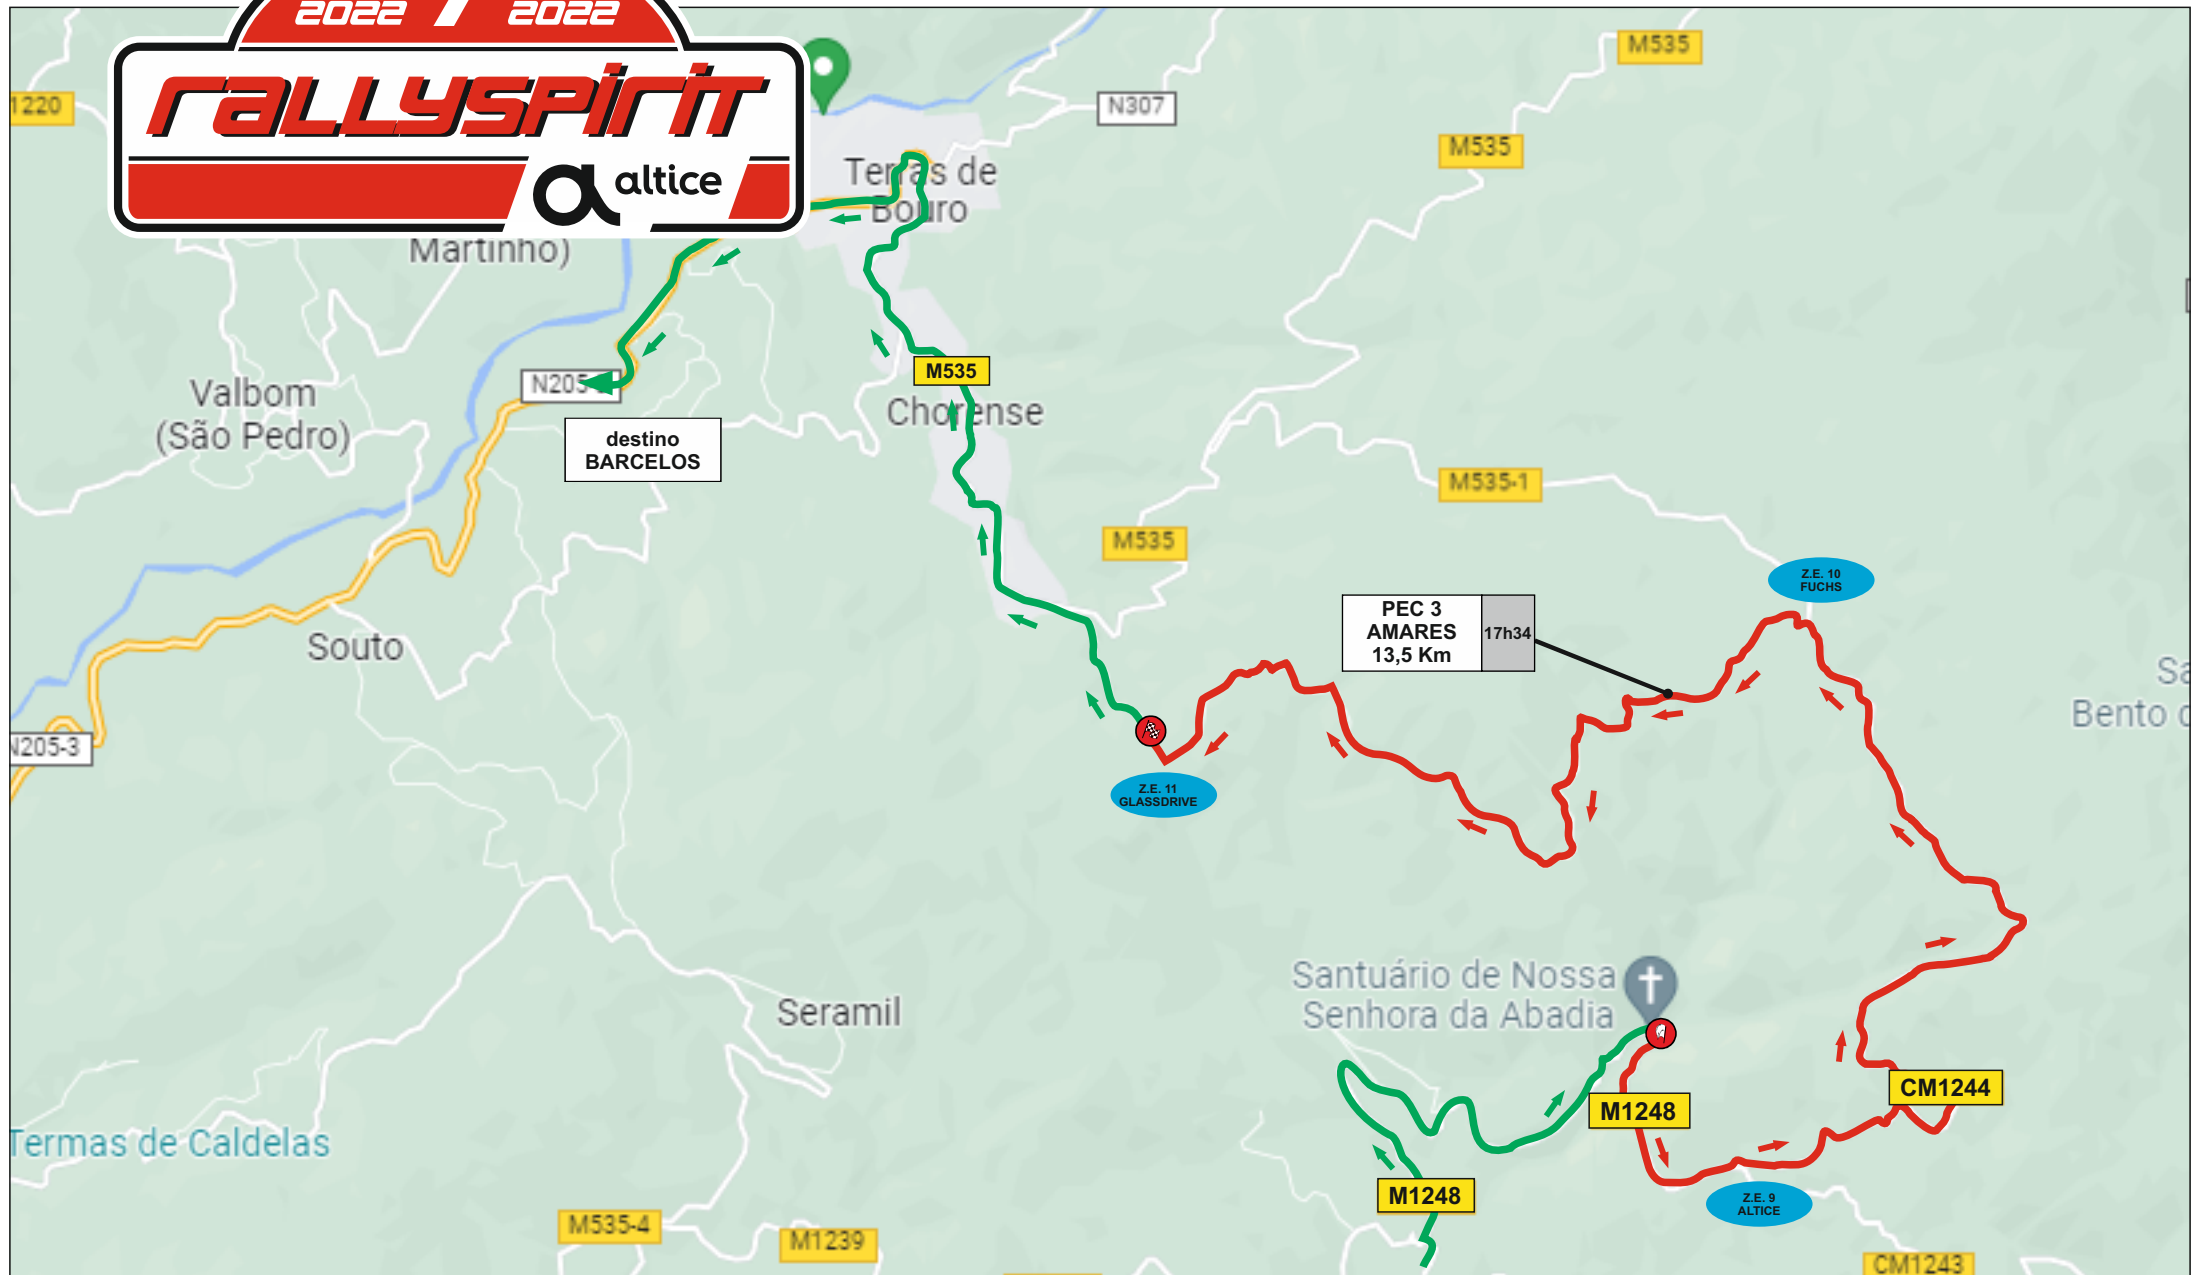 2022 / 2022
rallyspirit
altice
M535
1220
N307
M535
Terras de
Bouro
Martinho)
N205-
M535
Chorense
Valbom
(São Pedro)
destino
BARCELOS
M535-1
M535
Z.E. 10
FUCHS
PEC 3
AMARES
13,5 Km
17h34
Souto
Sa
Bento d
N205-3
Z.E. 11
GLASSDRIVE
Santuário de Nossa
Senhora da Abadia
Seramil
CM1244
M1248
Termas de Caldelas
M1248
Z.E. 9
ALTICE
M535-4
M1239
CM1243